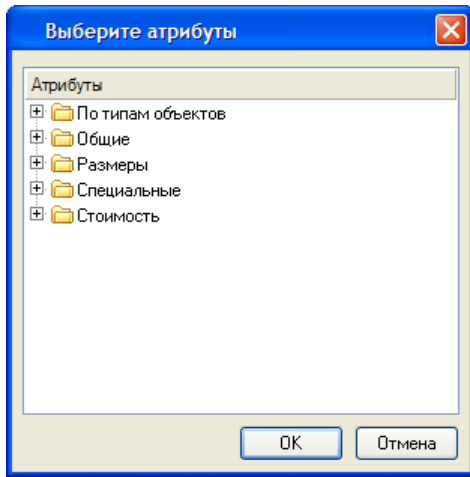 Выберите атрибуты
Атрибуты
По типам объектов
Общие
Размеры
Специальные
Стоимость
OK
Отмена